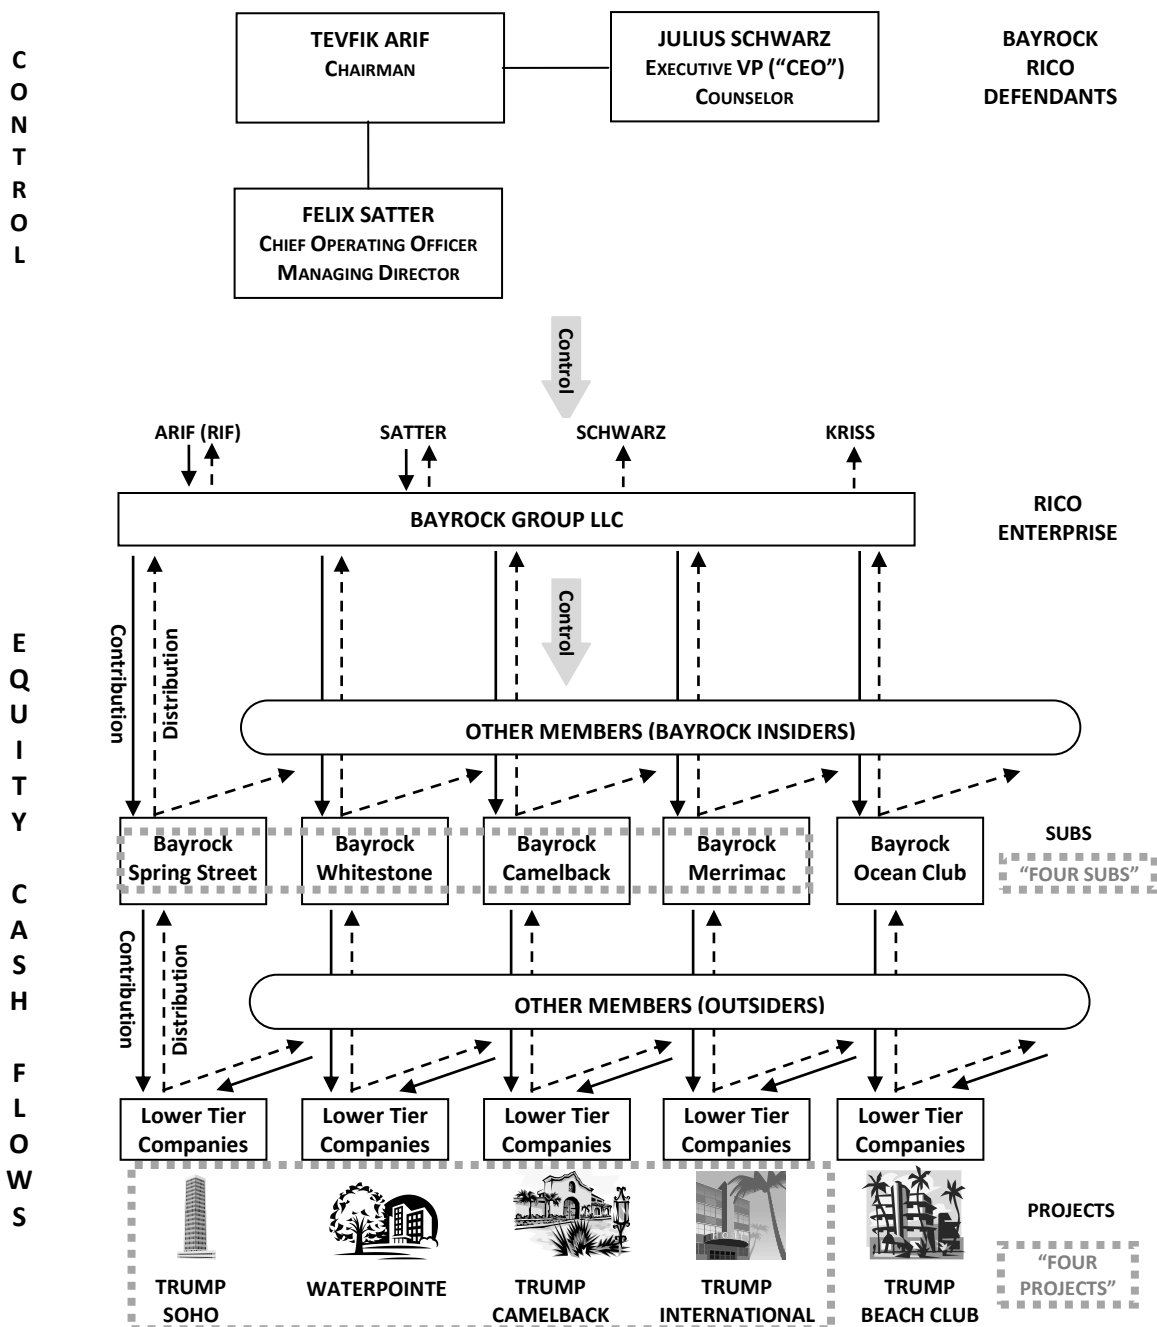 CONTROL
TEVFIK ARIF
CHAIRMAN
JULIUS SCHWARZ
EXECUTIVE VP (“CEO”)
COUNSELOR
BAYROCK
RICO
DEFENDANTS
FELIX SATTER
CHIEF OPERATING OFFICER
MANAGING DIRECTOR
Control
ARIF (RIF)
SATTER
SCHWARZ
KRISS
BAYROCK GROUP LLC
RICO
ENTERPRISE
EQUITY CASH FLOWS
Contribution
Distribution
Control
OTHER MEMBERS (BAYROCK INSIDERS)
Bayrock
Spring Street
Bayrock
Whitestone
Bayrock
Camelback
Bayrock
Merrimac
Bayrock
Ocean Club
SUBS
“FOUR SUBS”
Contribution
Distribution
OTHER MEMBERS (OUTSIDERS)
Lower Tier
Companies
Lower Tier
Companies
Lower Tier
Companies
Lower Tier
Companies
Lower Tier
Companies
TRUMP
SOHO
WATERPOINTE
TRUMP
CAMELBACK
TRUMP
INTERNATIONAL
TRUMP
BEACH CLUB
PROJECTS
“FOUR
PROJECTS”